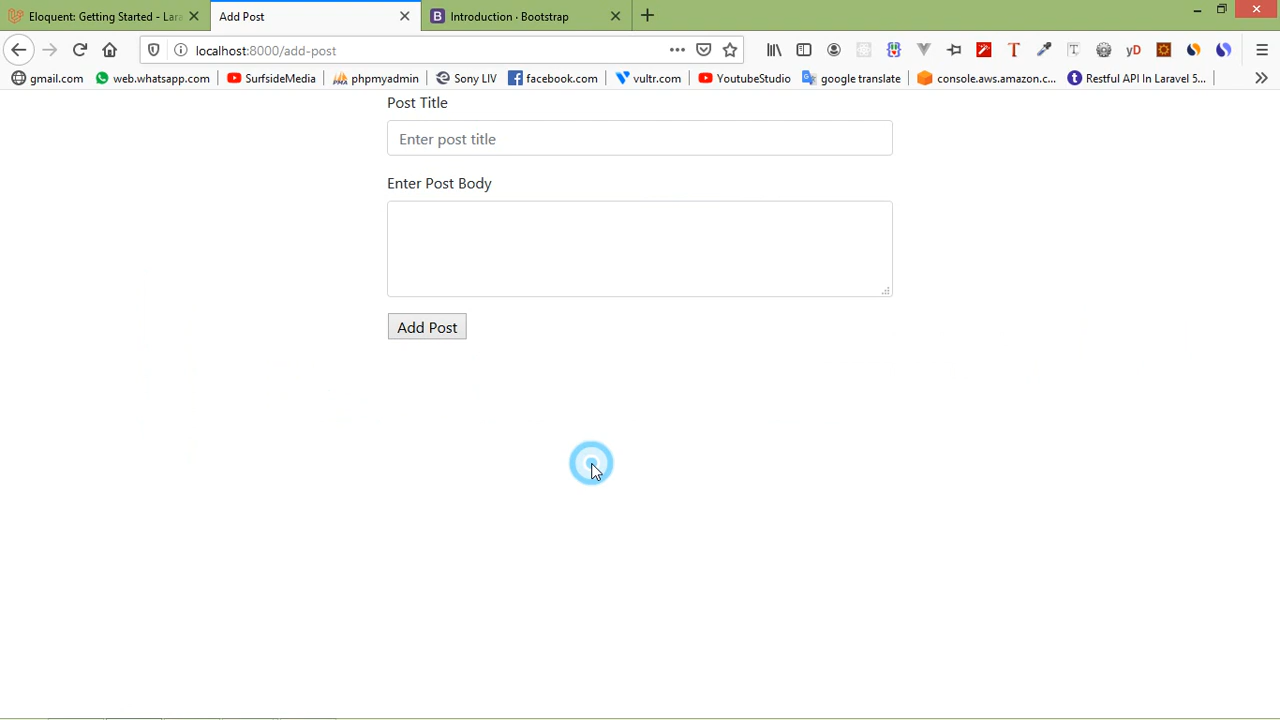 Eloquent: Getting Started - Lara
Add Post
Introduction · Bootstrap
localhost:8000/add-post
gmail.com
web.whatsapp.com
SurfsideMedia
phpmyadmin
Sony LIV
facebook.com
vultr.com
YoutubeStudio
google translate
console.aws.amazon.c...
Restful API In Laravel 5...
Post Title
Enter post title
Enter Post Body
Add Post